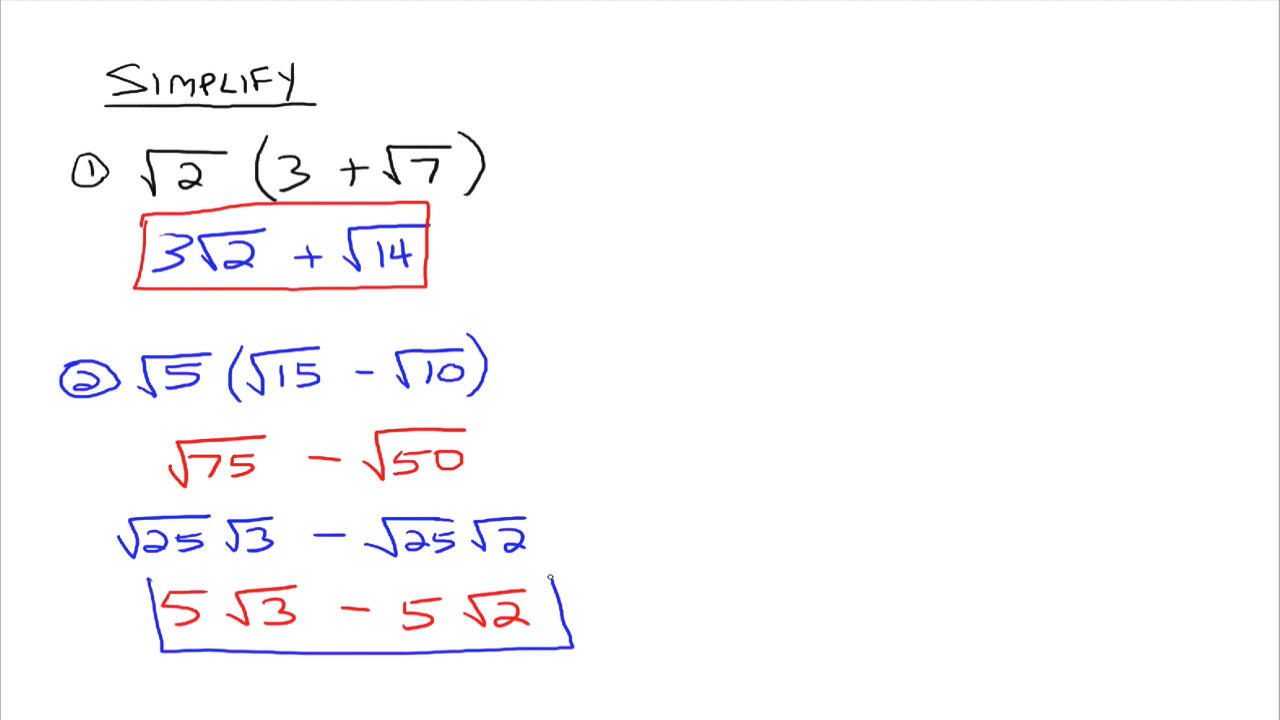 SIMPLIFY
① √2 (3 + √7)
3√2 + √14
② √5 (√15 - √10)
√75 - √50
√25 √3 - √25 √2
5 √3 - 5 √2